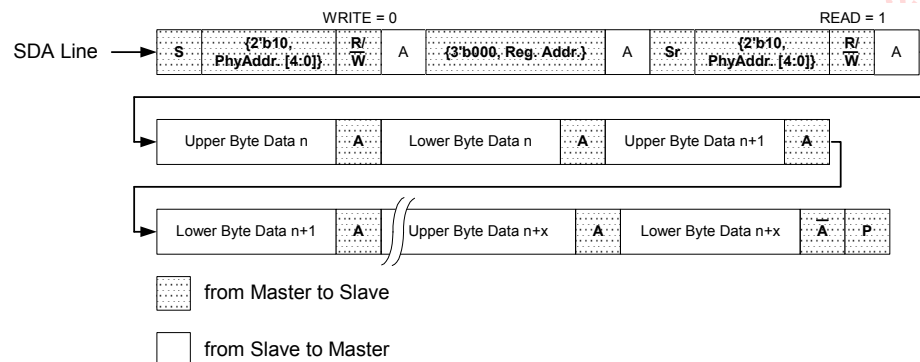 WRITE = 0 READ = 1
SDA Line S {2'b10, PhyAddr. [4:0]} R/W̅ A {3'b000, Reg. Addr.} A Sr {2'b10, PhyAddr. [4:0]} R/W̅ A
Upper Byte Data n A Lower Byte Data n A Upper Byte Data n+1 A
Lower Byte Data n+1 A Upper Byte Data n+x A Lower Byte Data n+x A̅ P
from Master to Slave
from Slave to Master